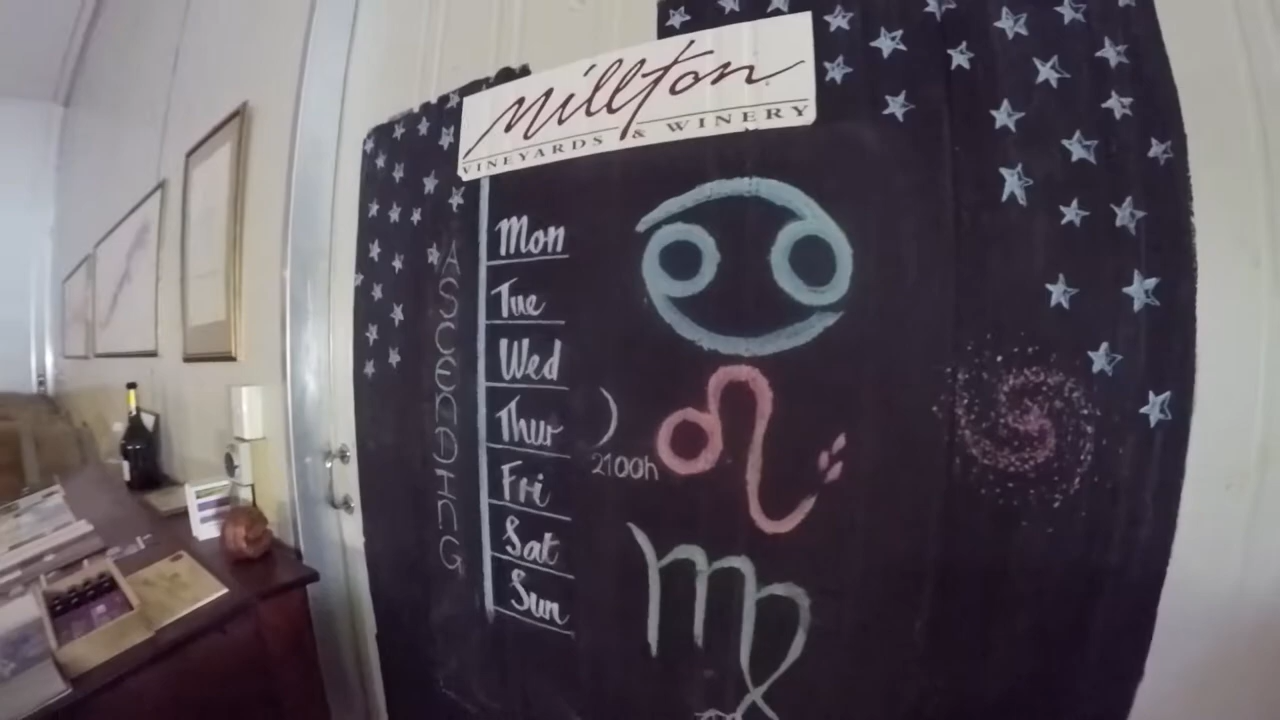 Millton
VINEYARDS & WINERY
ASCENDING
Mon
Tue
Wed
Thur
2100h
Fri
Sat
Sun